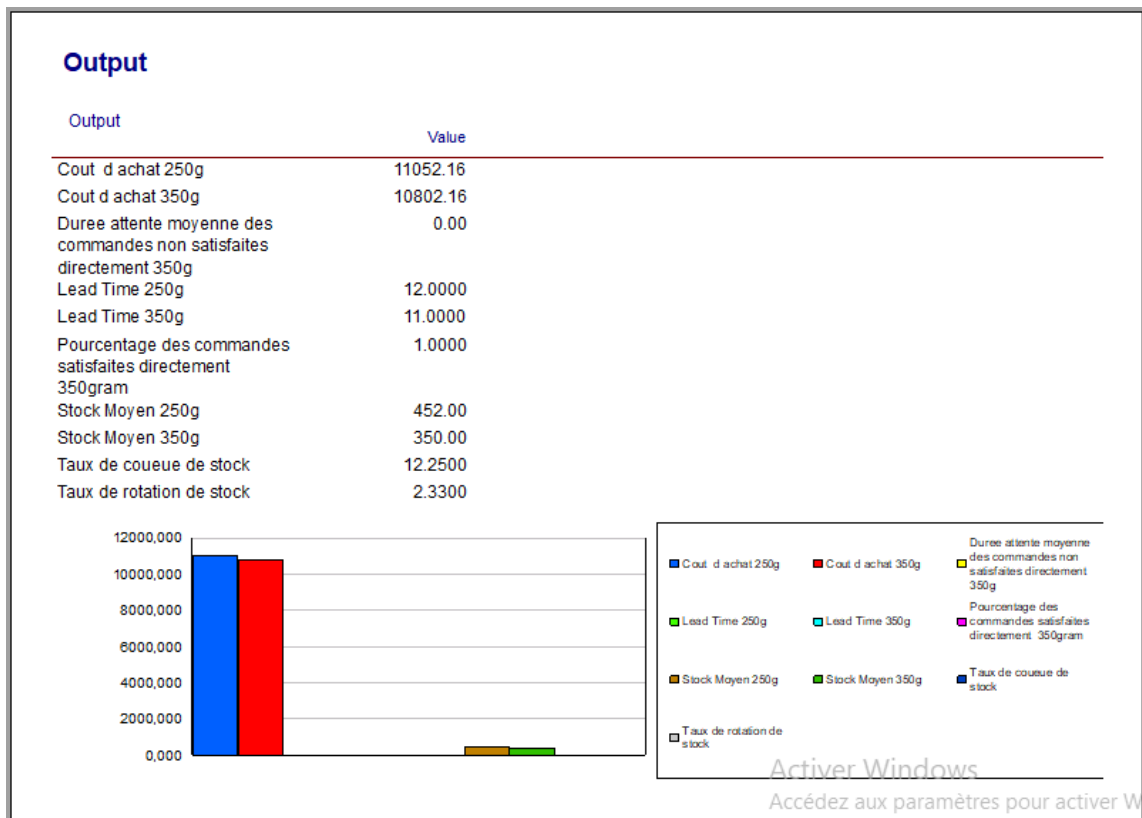 Output
Output
Value
Cout d achat 250g 11052.16
Cout d achat 350g 10802.16
Duree attente moyenne des 0.00
commandes non satisfaites
directement 350g
Lead Time 250g 12.0000
Lead Time 350g 11.0000
Pourcentage des commandes 1.0000
satisfaites directement
350gram
Stock Moyen 250g 452.00
Stock Moyen 350g 350.00
Taux de coueue de stock 12.2500
Taux de rotation de stock 2.3300
12000,000
10000,000
8000,000
6000,000
4000,000
2000,000
0,000
Cout d achat 250g
Cout d achat 350g
Duree attente moyenne
des commandes non
satisfaites directement
350g
Lead Time 250g
Lead Time 350g
Pourcentage des
commandes satisfaites
directement 350gram
Stock Moyen 250g
Stock Moyen 350g
Taux de coueue de
stock
Taux de rotation de
stock
Activer Windows
Accédez aux paramètres pour activer W